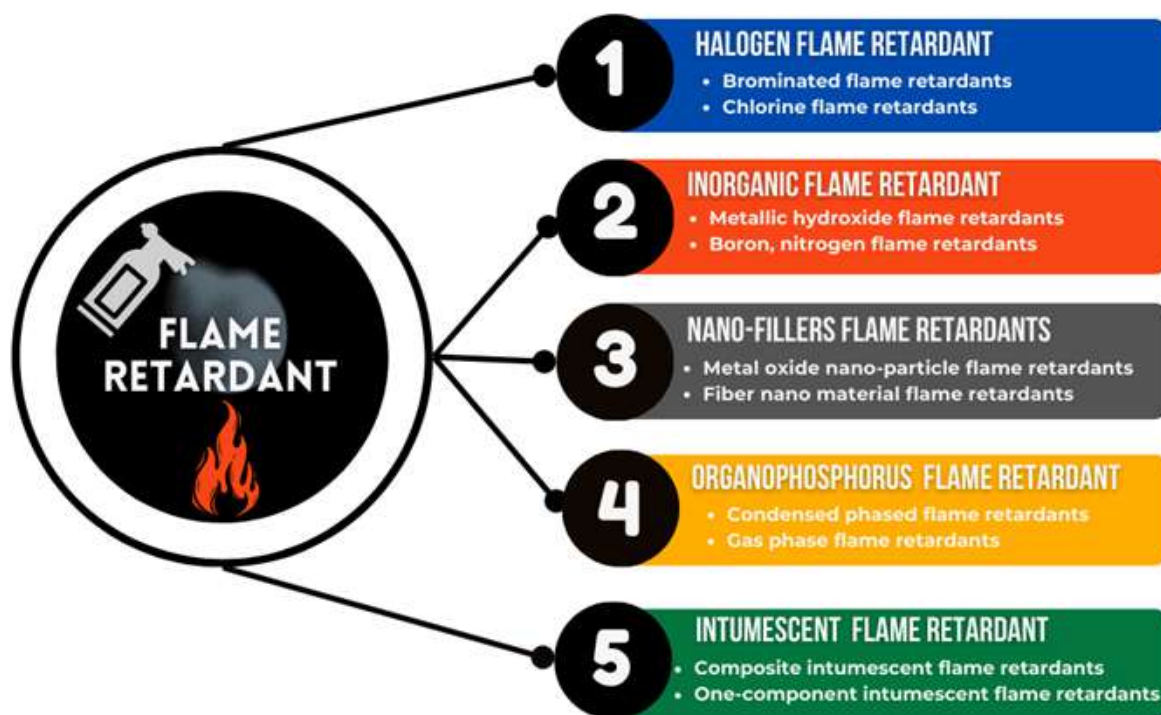 FLAME
RETARDANT
1
HALOGEN FLAME RETARDANT
• Brominated flame retardants
• Chlorine flame retardants
2
INORGANIC FLAME RETARDANT
• Metallic hydroxide flame retardants
• Boron, nitrogen flame retardants
3
NANO-FILLERS FLAME RETARDANTS
• Metal oxide nano-particle flame retardants
• Fiber nano material flame retardants
4
ORGANOPHOSPHORUS FLAME RETARDANT
• Condensed phased flame retardants
• Gas phase flame retardants
5
INTUMESCENT FLAME RETARDANT
• Composite intumescent flame retardants
• One-component intumescent flame retardants